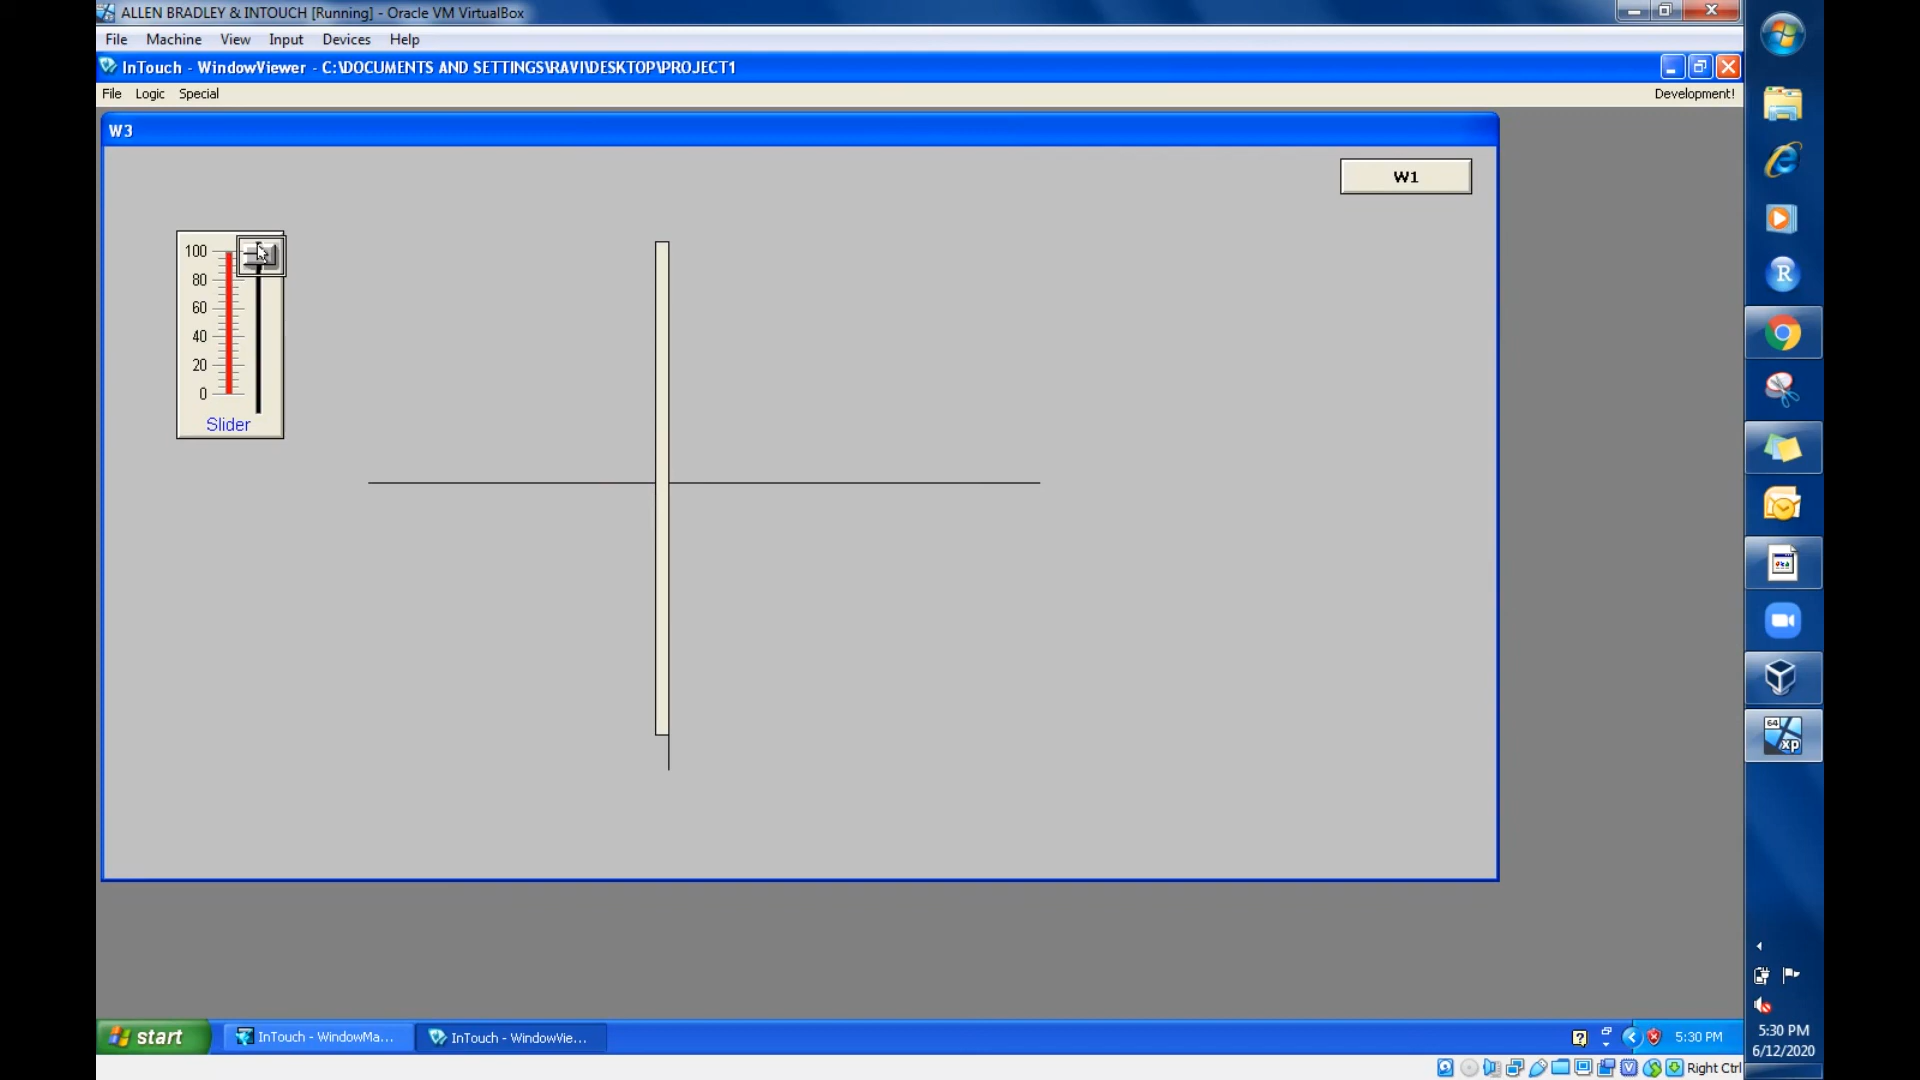 ALLEN BRADLEY & INTOUCH [Running] - Oracle VM VirtualBox
File Machine View Input Devices Help
InTouch - WindowViewer - C:\DOCUMENTS AND SETTINGS\RAVI\DESKTOP\PROJECT1
File Logic Special Development!
W3
W1
100
80
60
40
20
0
Slider
start InTouch - WindowMa... InTouch - WindowVie... 5:30 PM
Right Ctrl
R
64
xp
5:30 PM
6/12/2020